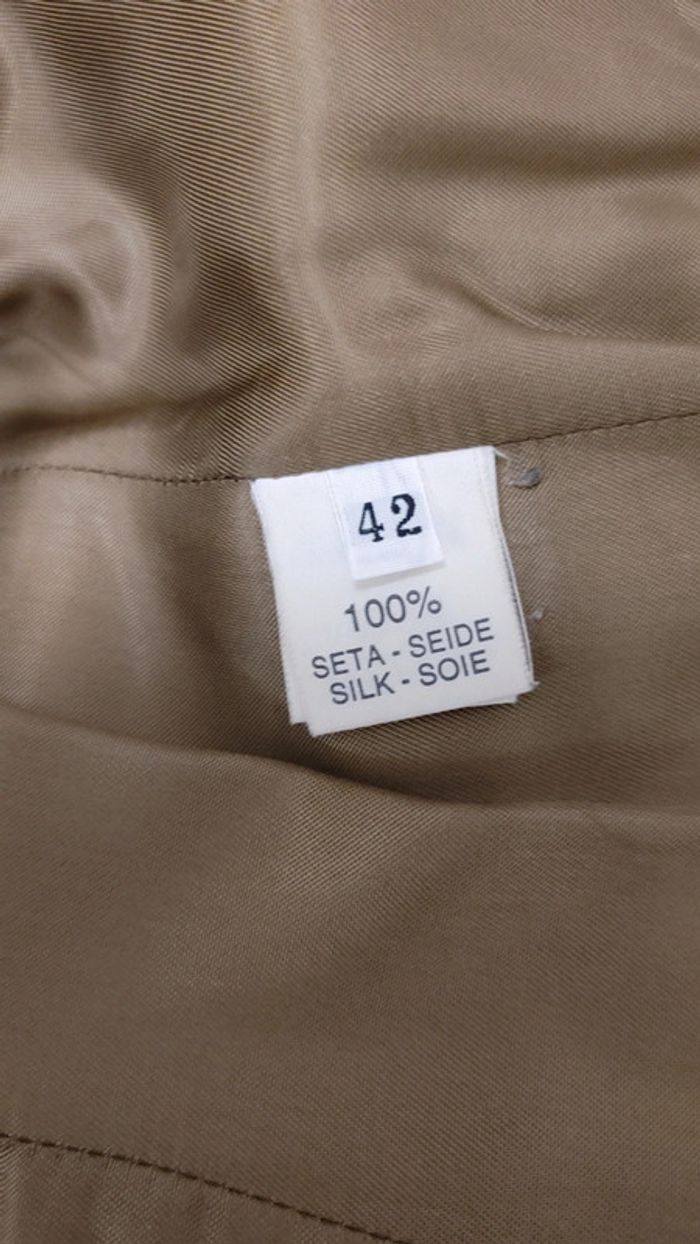 42
100%
SETA - SEIDE
SILK - SOIE